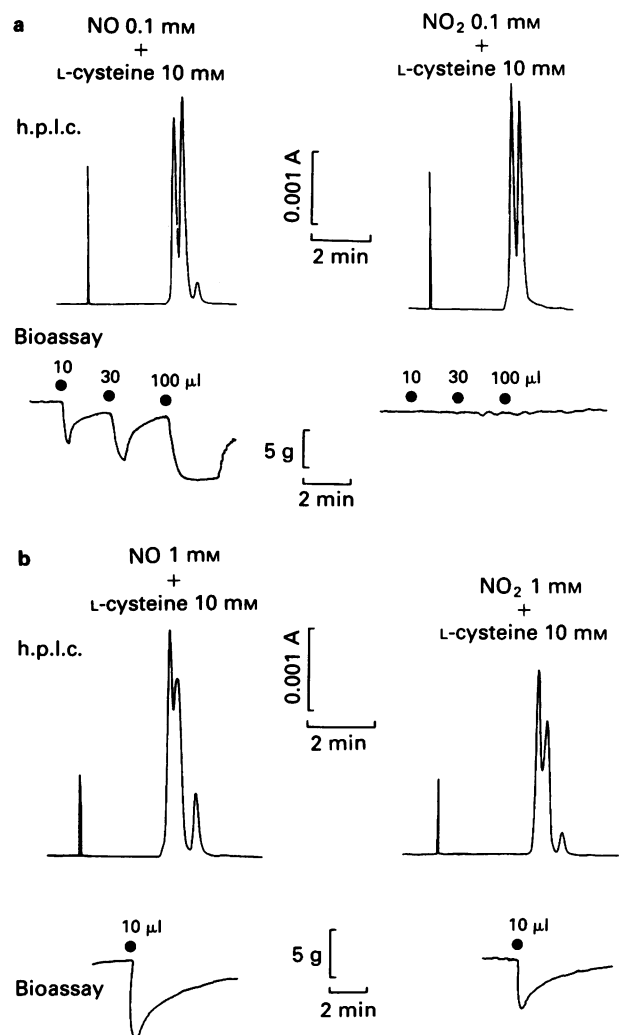 a
NO 0.1 mM
+
L-cysteine 10 mM
NO2 0.1 mM
+
L-cysteine 10 mM
h.p.l.c.
0.001 A
2 min
Bioassay
10
30
100 µl
10
30
100 µl
5 g
2 min
b
NO 1 mM
+
L-cysteine 10 mM
NO2 1 mM
+
L-cysteine 10 mM
h.p.l.c.
0.001 A
2 min
10 µl
10 µl
5 g
2 min
Bioassay